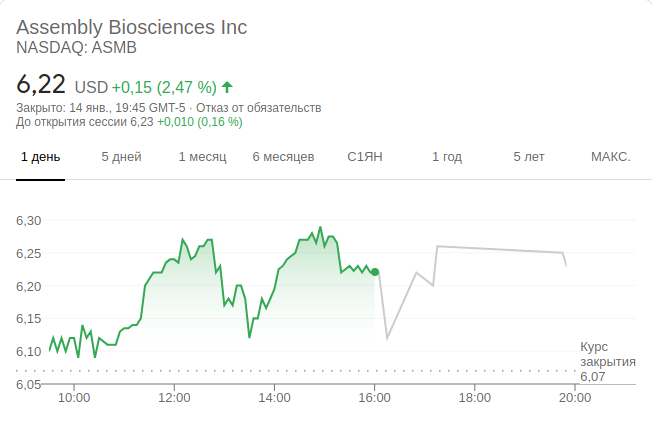 Assembly Biosciences Inc
NASDAQ: ASMB
6,22 USD +0,15 (2,47 %)
Закрыто: 14 янв., 19:45 GMT-5 · Отказ от обязательств
До открытия сессии 6,23 +0,010 (0,16 %)
1 день 5 дней 1 месяц 6 месяцев С1ЯН 1 год 5 лет МАКС.
6,30
6,25
6,20
6,15
6,10
6,05
Курс
закрытия
6,07
10:00 12:00 14:00 16:00 18:00 20:00